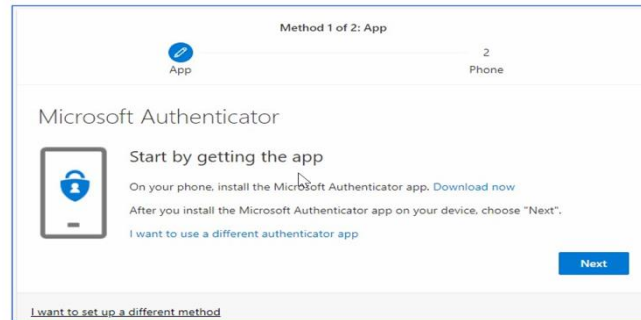 Method 1 of 2: App
2
App
Phone
Microsoft Authenticator
Start by getting the app
On your phone, install the Microsoft Authenticator app. Download now
After you install the Microsoft Authenticator app on your device, choose "Next".
I want to use a different authenticator app
Next
I want to set up a different method